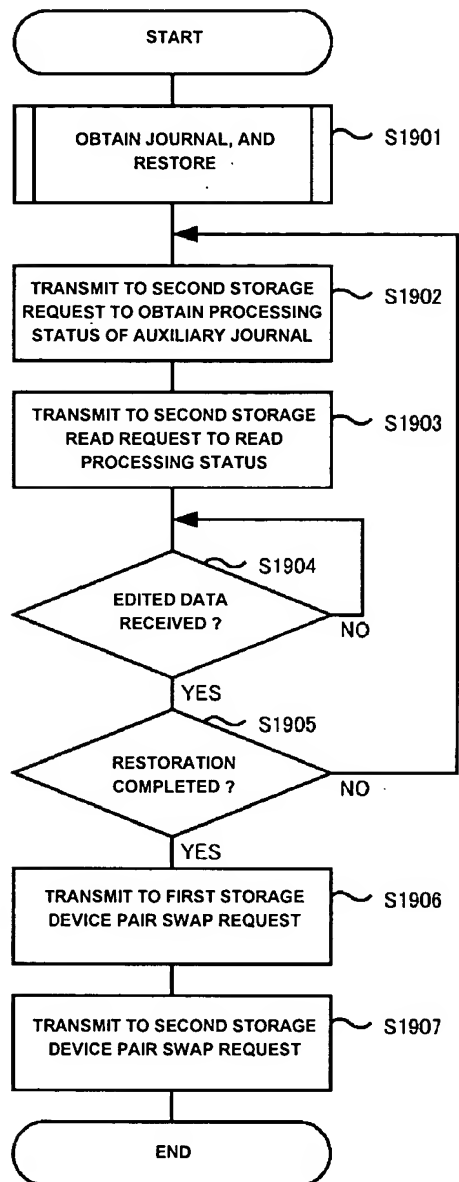 START
OBTAIN JOURNAL, AND
RESTORE
S1901
TRANSMIT TO SECOND STORAGE
REQUEST TO OBTAIN PROCESSING
STATUS OF AUXILIARY JOURNAL
S1902
TRANSMIT TO SECOND STORAGE
READ REQUEST TO READ
PROCESSING STATUS
S1903
S1904
EDITED DATA
RECEIVED ?
NO
YES
S1905
RESTORATION
COMPLETED ?
NO
YES
TRANSMIT TO FIRST STORAGE
DEVICE PAIR SWAP REQUEST
S1906
TRANSMIT TO SECOND STORAGE
DEVICE PAIR SWAP REQUEST
S1907
END